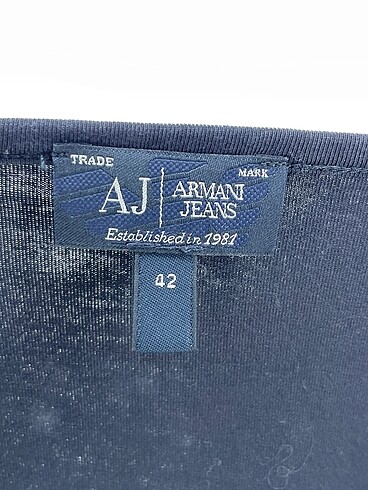 TRADE MARK
AJ ARMANI
JEANS
Established in 1981
42